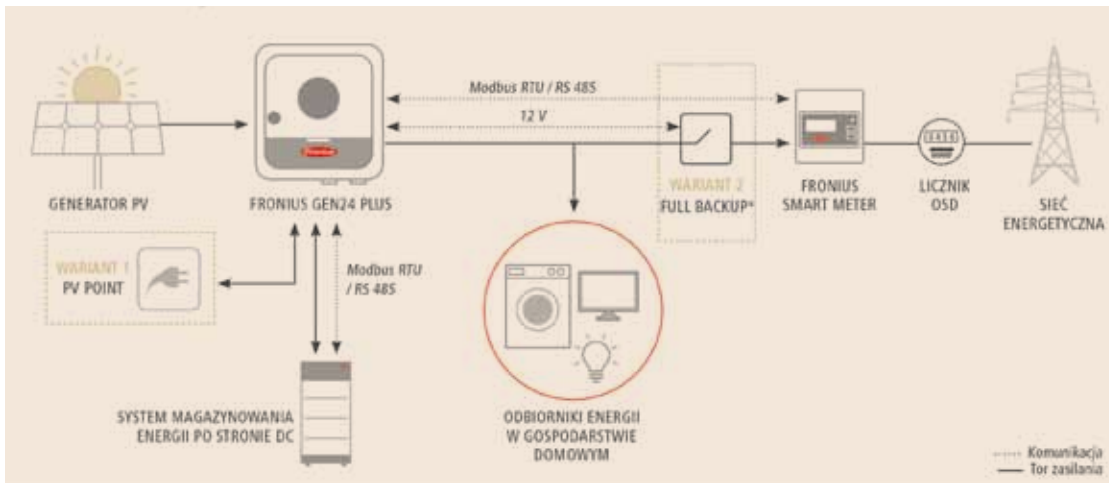 Modbus RTU / RS 485
12 V
GENERATOR PV
FRONIUS GEN24 PLUS
WARIANT 2
FULL BACKUP*
FRONIUS
SMART METER
LICZNIK
OSD
SIEĆ
ENERGETYCZNA
WARIANT 1
PV POINT
Modbus RTU
/ RS 485
SYSTEM MAGAZYNOWANIA
ENERGII PO STRONIE DC
ODBIORNIKI ENERGII
W GOSPODARSTWIE
DOMOWYM
Komunikacja
Tor zasilania